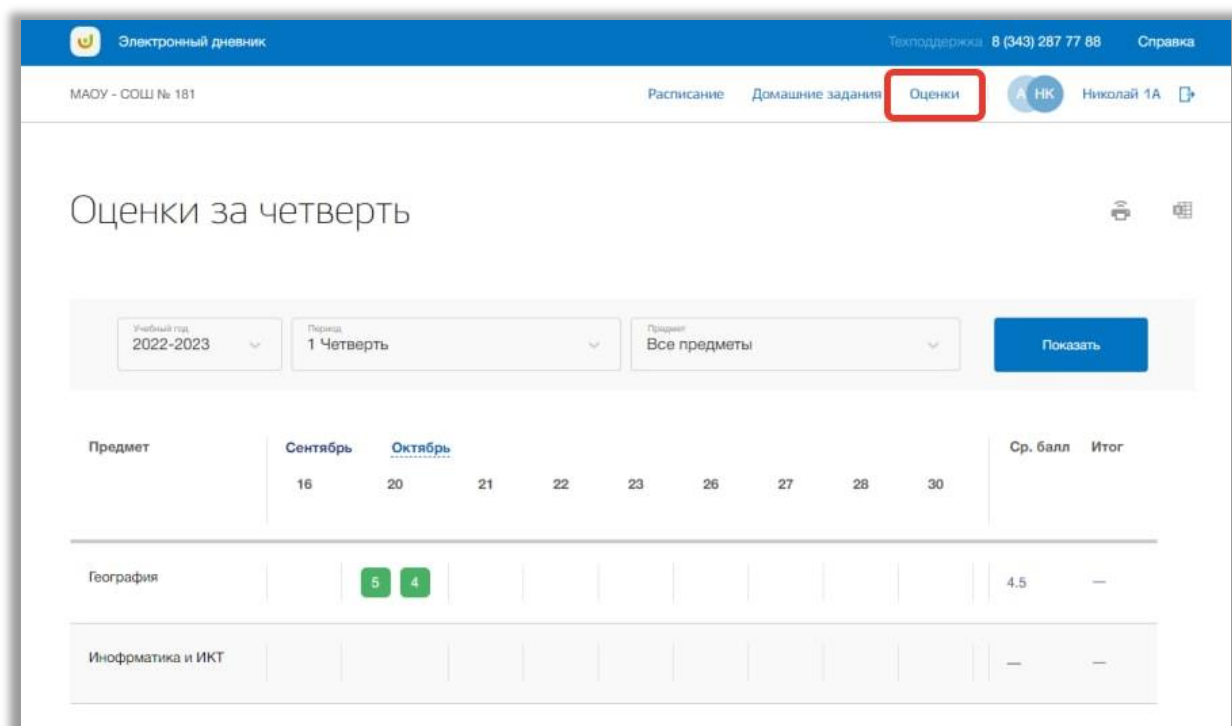 Электронный дневник Техподдержка 8 (343) 287 77 88 Справка
МАОУ - СОШ № 181 Расписание Домашние задания Оценки А НК Николай 1А
Оценки за четверть
Учебный год Период Предмет
2022-2023 1 Четверть Все предметы Показать
Предмет Сентябрь Октябрь Ср. балл Итог
16 20 21 22 23 26 27 28 30
География 5 4 4.5 —
Инофрматика и ИКТ — —